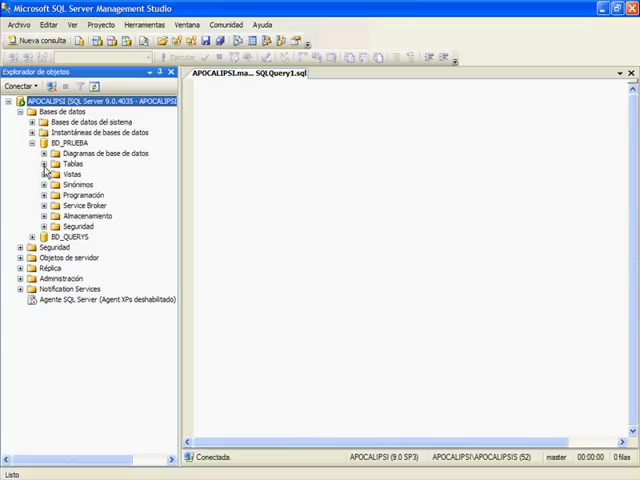 Microsoft SQL Server Management Studio
Archivo Editar Ver Proyecto Herramientas Ventana Comunidad Ayuda
Nueva consulta
Ejecutar
Explorador de objetos
APOCALIPSI.ma... SQLQuery1.sql
Conectar
APOCALIPSI (SQL Server 9.0.4035 - APOCALIPSI
Bases de datos
Bases de datos del sistema
Instantáneas de bases de datos
BD_PRUEBA
Diagramas de base de datos
Tablas
Vistas
Sinónimos
Programación
Service Broker
Almacenamiento
Seguridad
BD_QUERYS
Seguridad
Objetos de servidor
Réplica
Administración
Notification Services
Agente SQL Server (Agent XPs deshabilitado)
Conectada. APOCALIPSI (9.0 SP3) APOCALIPSI\APOCALIPSIS (52) master 00:00:00 0 filas
Listo